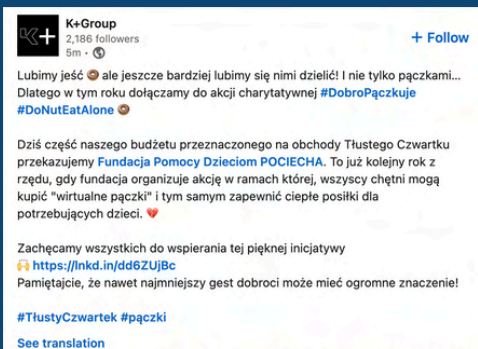 K+
K+Group
2,186 followers
5m •
+ Follow
Lubimy jeść 🍩 ale jeszcze bardziej lubimy się nimi dzielić! I nie tylko pączkami...
Dlatego w tym roku dołączamy do akcji charytatywnej #DobroPączkuje
#DoNutEatAlone 🍩
Dziś część naszego budżetu przeznaczonego na obchody Tłustego Czwartku
przekazujemy Fundacja Pomocy Dzieciom POCIECHA. To już kolejny rok z
rzędu, gdy fundacja organizuje akcję w ramach której, wszyscy chętni mogą
kupić "wirtualne pączki" i tym samym zapewnić ciepłe posiłki dla
potrzebujących dzieci. 💔
Zachęcamy wszystkich do wspierania tej pięknej inicjatywy
🙌 https://lnkd.in/dd6ZUjBc
Pamiętajcie, że nawet najmniejszy gest dobroci może mieć ogromne znaczenie!
#TłustyCzwartek #pączki
See translation